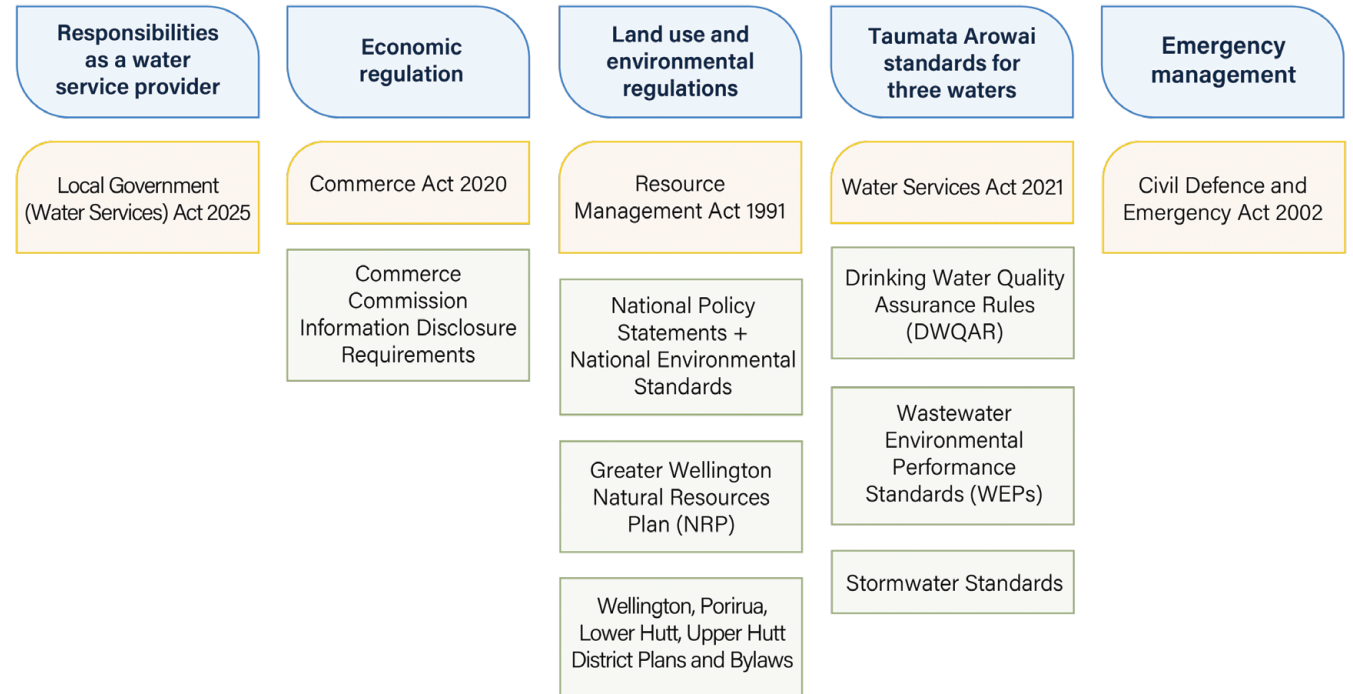 Responsibilities
as a water
service provider
Local Government
(Water Services) Act 2025
Economic
regulation
Commerce Act 2020
Commerce
Commission
Information Disclosure
Requirements
Land use and
environmental
regulations
Resource
Management Act 1991
National Policy
Statements +
National Environmental
Standards
Greater Wellington
Natural Resources
Plan (NRP)
Wellington, Porirua,
Lower Hutt, Upper Hutt
District Plans and Bylaws
Taumata Arowai
standards for
three waters
Water Services Act 2021
Drinking Water Quality
Assurance Rules
(DWQAR)
Wastewater
Environmental
Performance
Standards (WEPs)
Stormwater Standards
Emergency
management
Civil Defence and
Emergency Act 2002